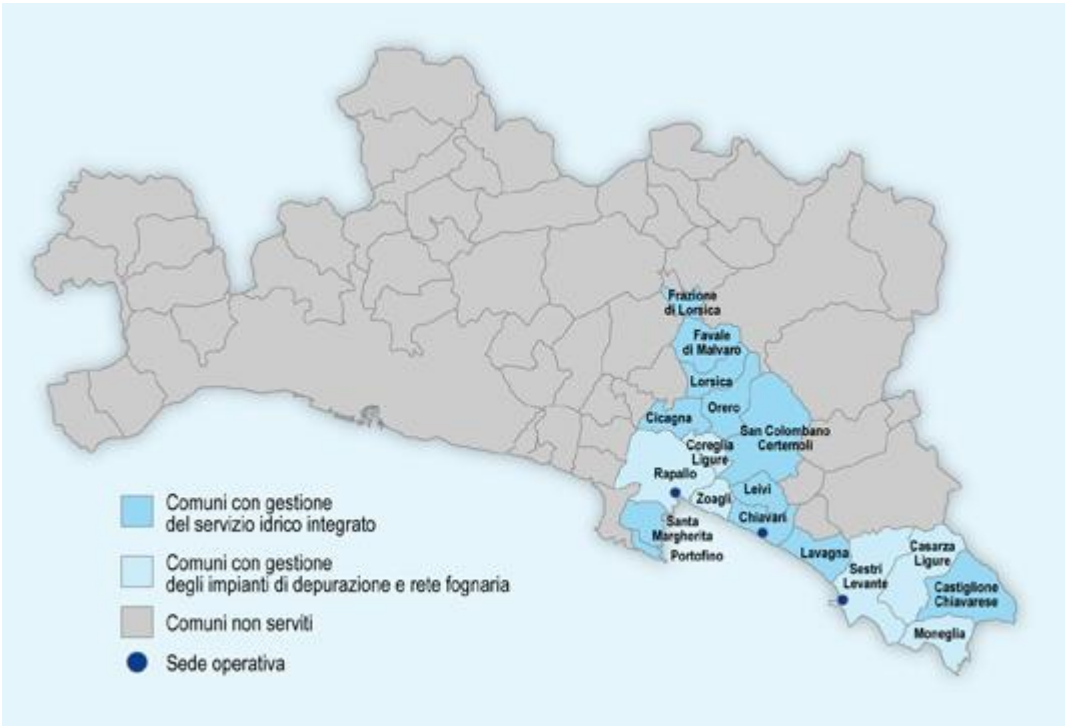 Frazione
di Lorsica
Favale
di Malvaro
Lorsica
Cicagna
Orero
San Colombano
Certemoli
Coreglia
Ligure
Rapallo
Leivi
Zoagli
Chiavari
Santa
Margherita
Portofino
Lavagna
Casarza
Ligure
Sestri
Levante
Castiglione
Chiavarese
Moneglia
Comuni con gestione
del servizio idrico integrato
Comuni con gestione
degli impianti di depurazione e rete fognaria
Comuni non serviti
Sede operativa